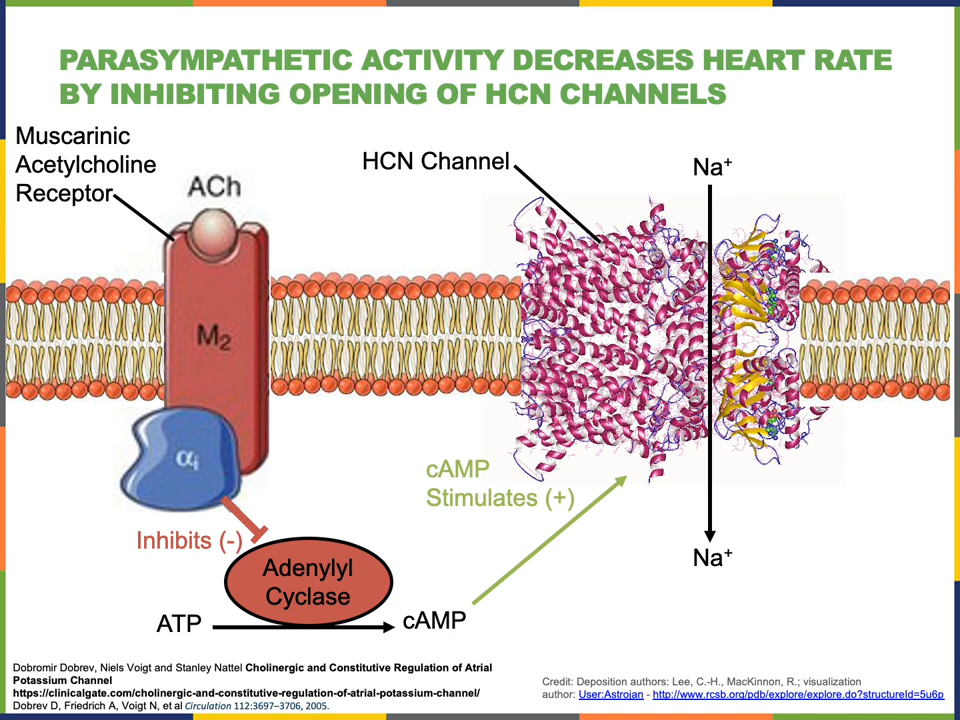 PARASYMPATHETIC ACTIVITY DECREASES HEART RATE
BY INHIBITING OPENING OF HCN CHANNELS
Muscarinic
Acetylcholine
Receptor
ACh
HCN Channel
Na⁺
M₂
αᵢ
cAMP
Stimulates (+)
Inhibits (-)
Adenylyl
Cyclase
Na⁺
ATP
cAMP
Dobromir Dobrev, Niels Voigt and Stanley Nattel Cholinergic and Constitutive Regulation of Atrial
Potassium Channel
https://clinicalgate.com/cholinergic-and-constitutive-regulation-of-atrial-potassium-channel/
Dobrev D, Friedrich A, Voigt N, et al Circulation 112:3697–3706, 2005.
Credit: Deposition authors: Lee, C.-H., MacKinnon, R.; visualization
author: User:Astrojan - http://www.rcsb.org/pdb/explore/explore.do?structureId=5u6p